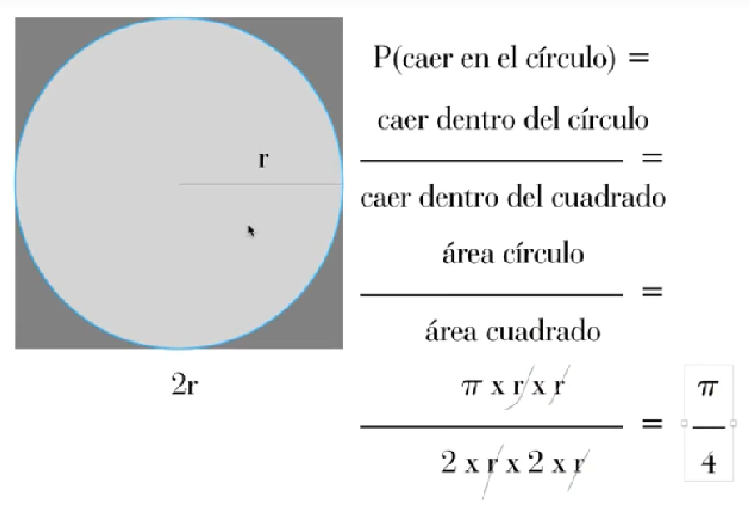 r
2r
P(caer en el círculo) =
caer dentro del círculo
=
caer dentro del cuadrado
área círculo
=
área cuadrado
π x r x r
= π
2 x r x 2 x r
4